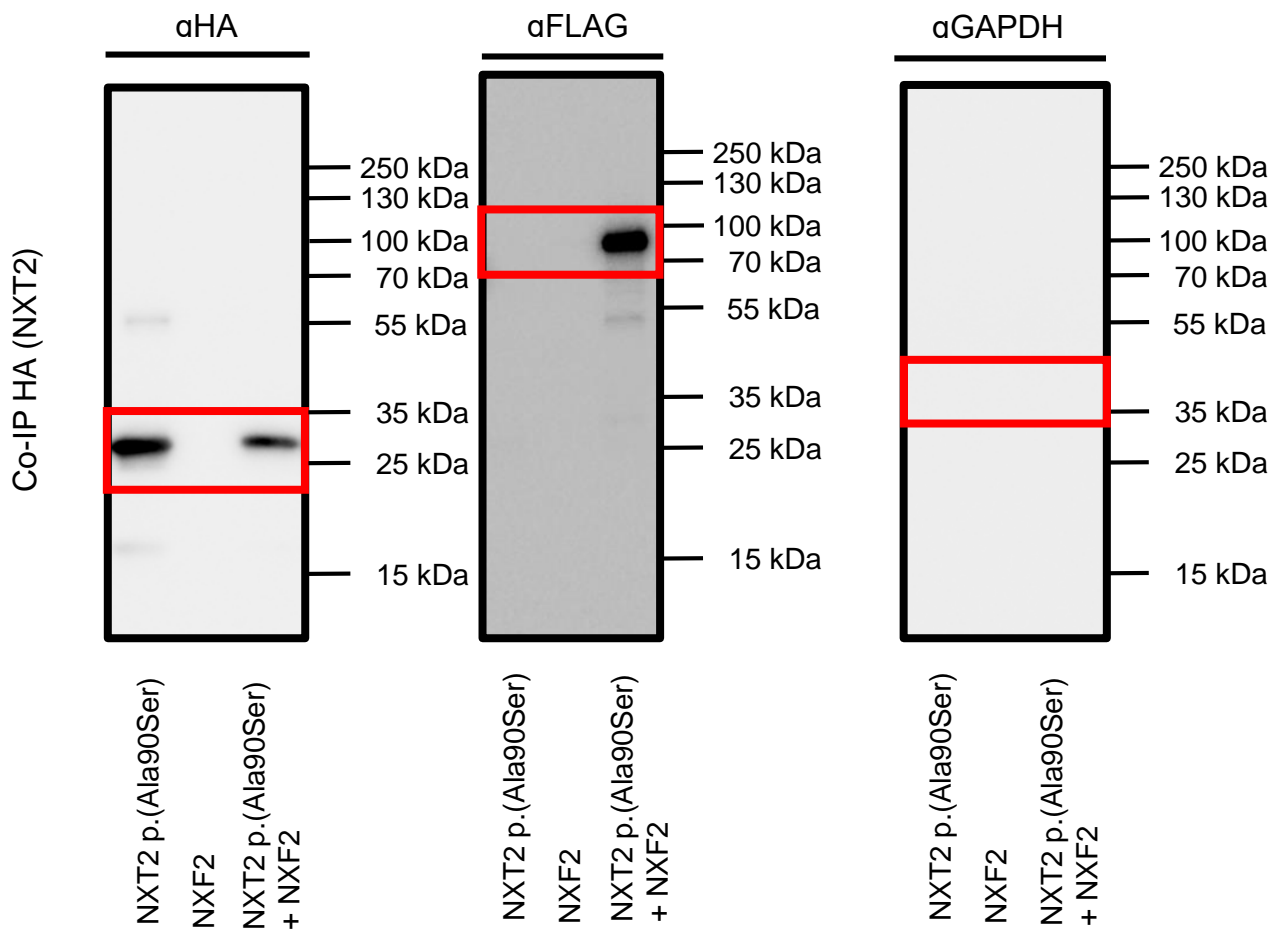 αHA
αFLAG
αGAPDH
Co-IP HA (NXT2)
250 kDa
130 kDa
100 kDa
70 kDa
55 kDa
35 kDa
25 kDa
15 kDa
250 kDa
130 kDa
100 kDa
70 kDa
55 kDa
35 kDa
25 kDa
15 kDa
250 kDa
130 kDa
100 kDa
70 kDa
55 kDa
35 kDa
25 kDa
15 kDa
NXT2 p.(Ala90Ser)
NXF2
NXT2 p.(Ala90Ser)
+ NXF2
NXT2 p.(Ala90Ser)
NXF2
NXT2 p.(Ala90Ser)
+ NXF2
NXT2 p.(Ala90Ser)
NXF2
NXT2 p.(Ala90Ser)
+ NXF2